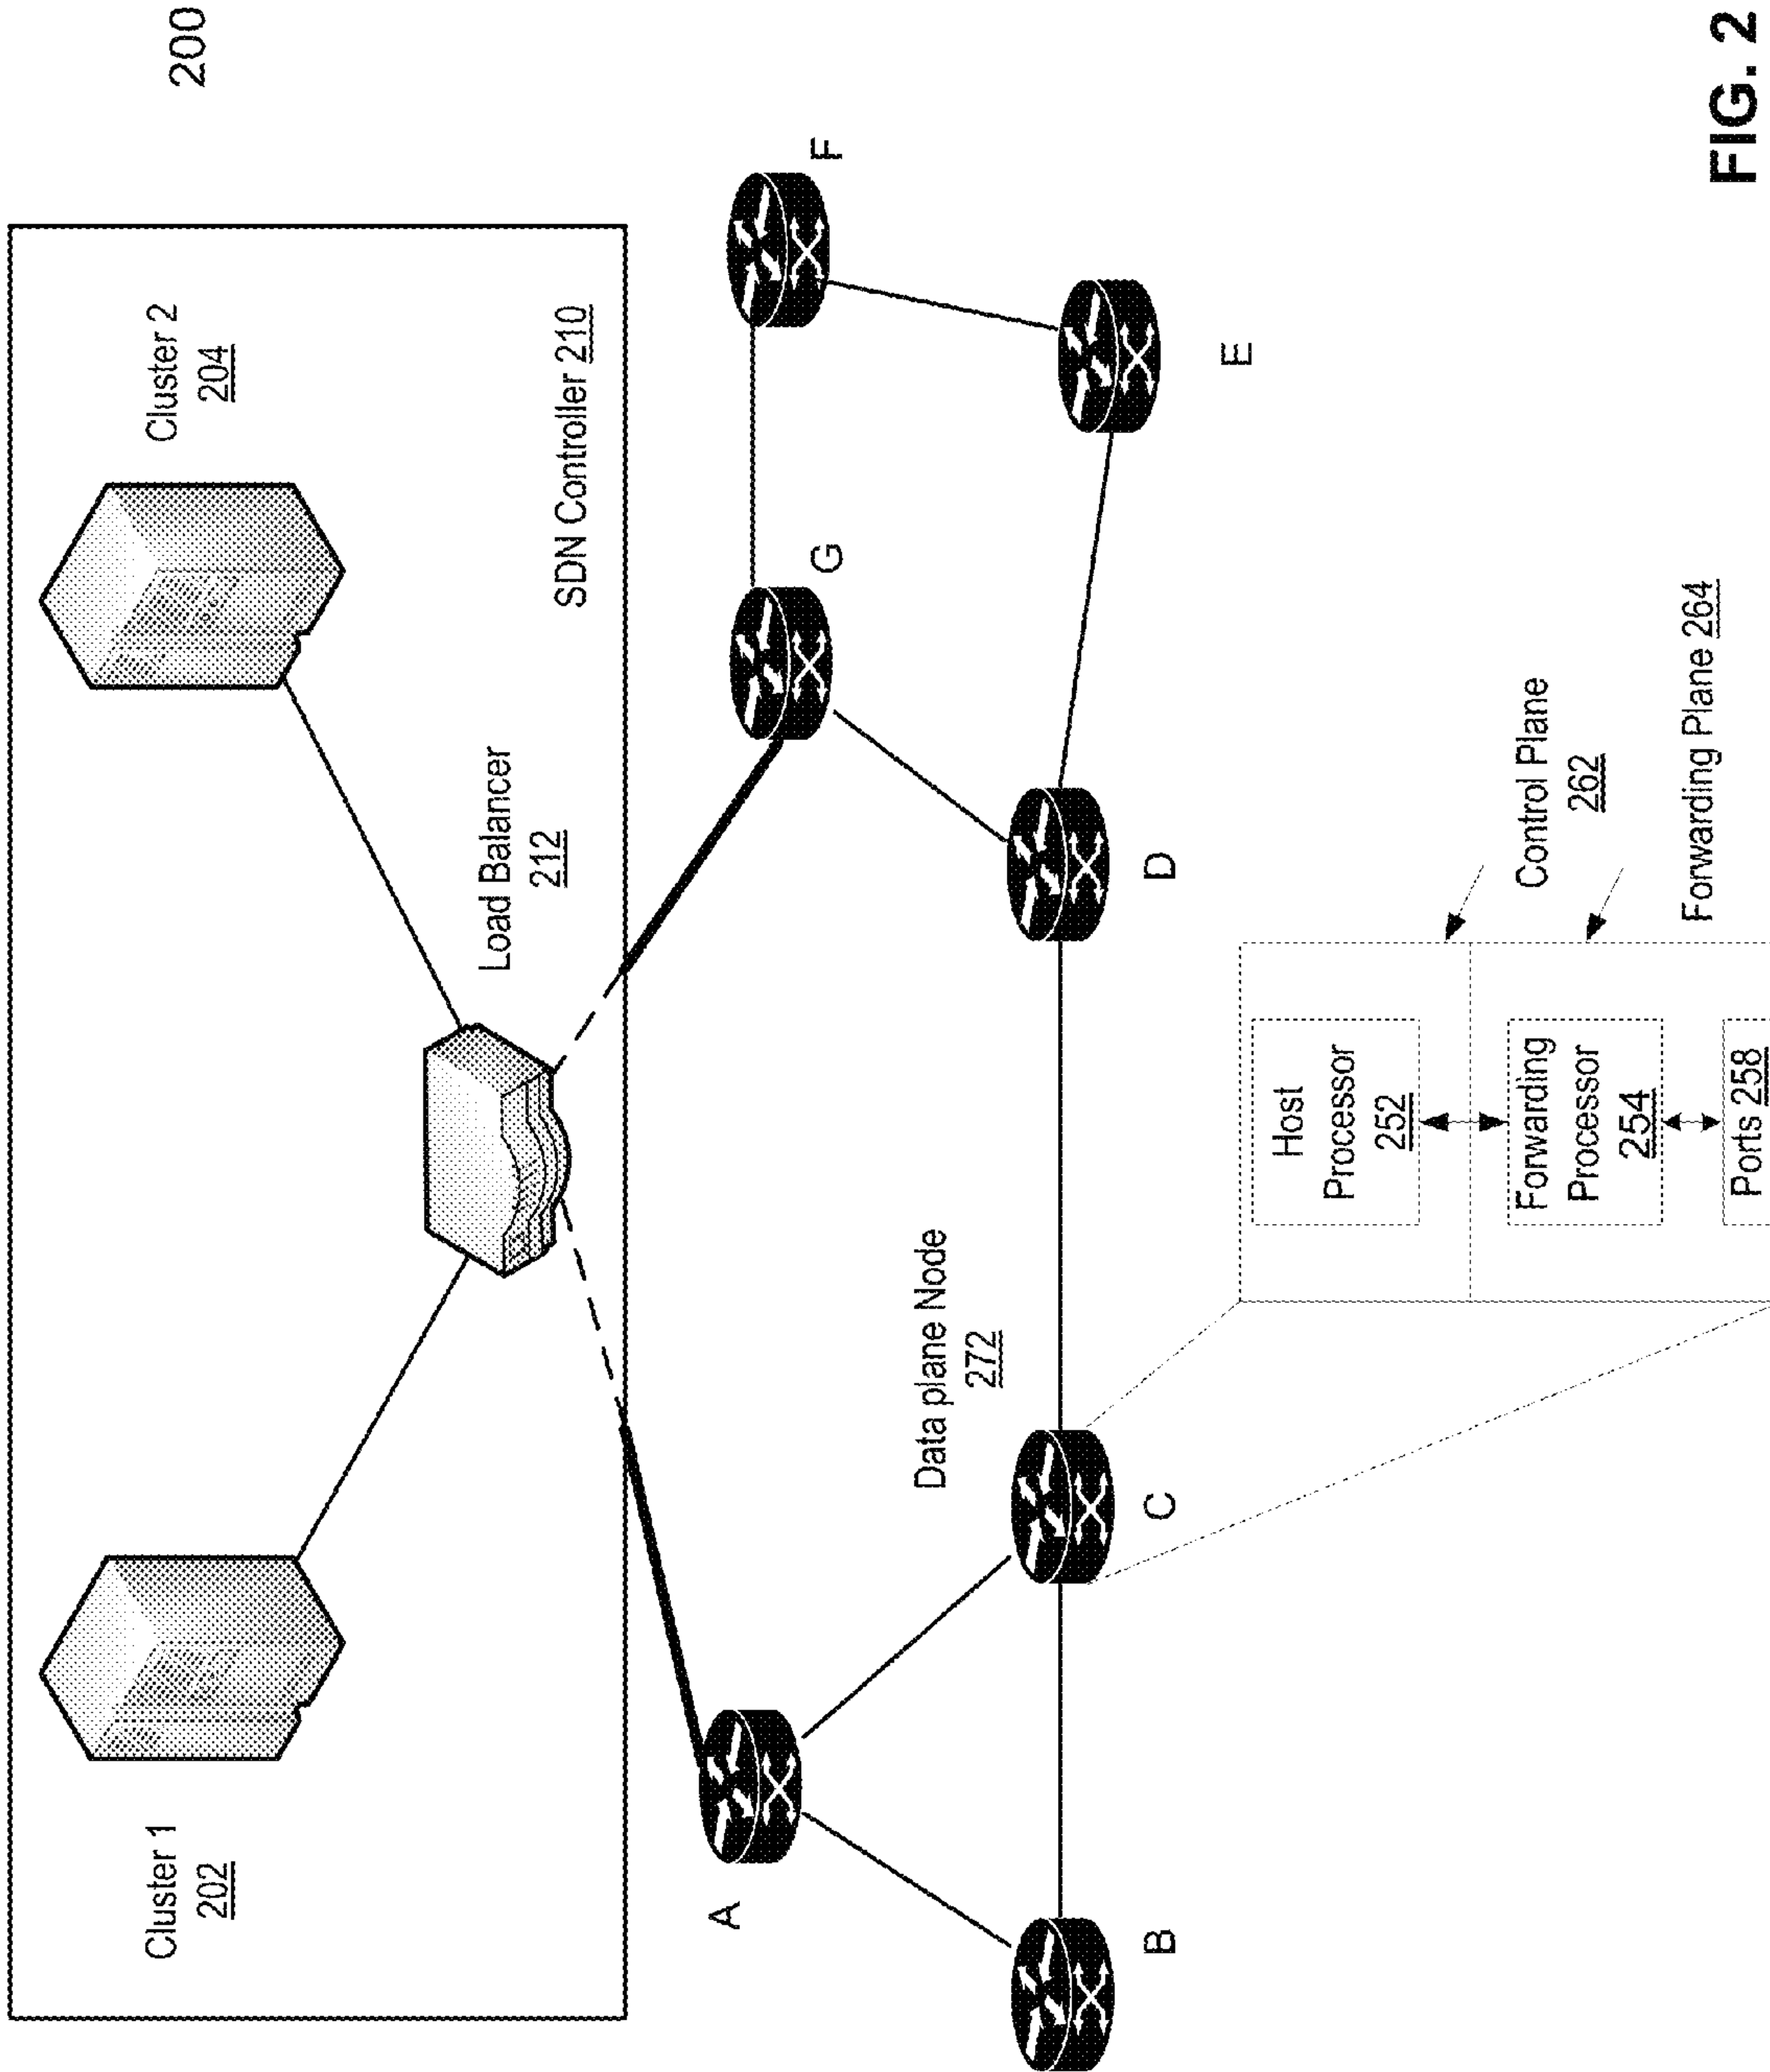 200
Cluster 1
202
Cluster 2
204
Load Balancer
212
SDN Controller 210
A
G
F
Data plane Node
272
B
C
D
E
Host
Processor
252
Control Plane
262
Forwarding
Processor
254
Forwarding Plane 264
Ports 258
FIG. 2